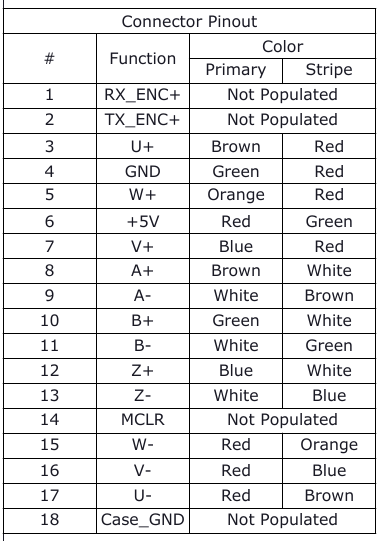 Connector Pinout
# Function Color
Primary Stripe
1 RX_ENC+ Not Populated
2 TX_ENC+ Not Populated
3 U+ Brown Red
4 GND Green Red
5 W+ Orange Red
6 +5V Red Green
7 V+ Blue Red
8 A+ Brown White
9 A- White Brown
10 B+ Green White
11 B- White Green
12 Z+ Blue White
13 Z- White Blue
14 MCLR Not Populated
15 W- Red Orange
16 V- Red Blue
17 U- Red Brown
18 Case_GND Not Populated